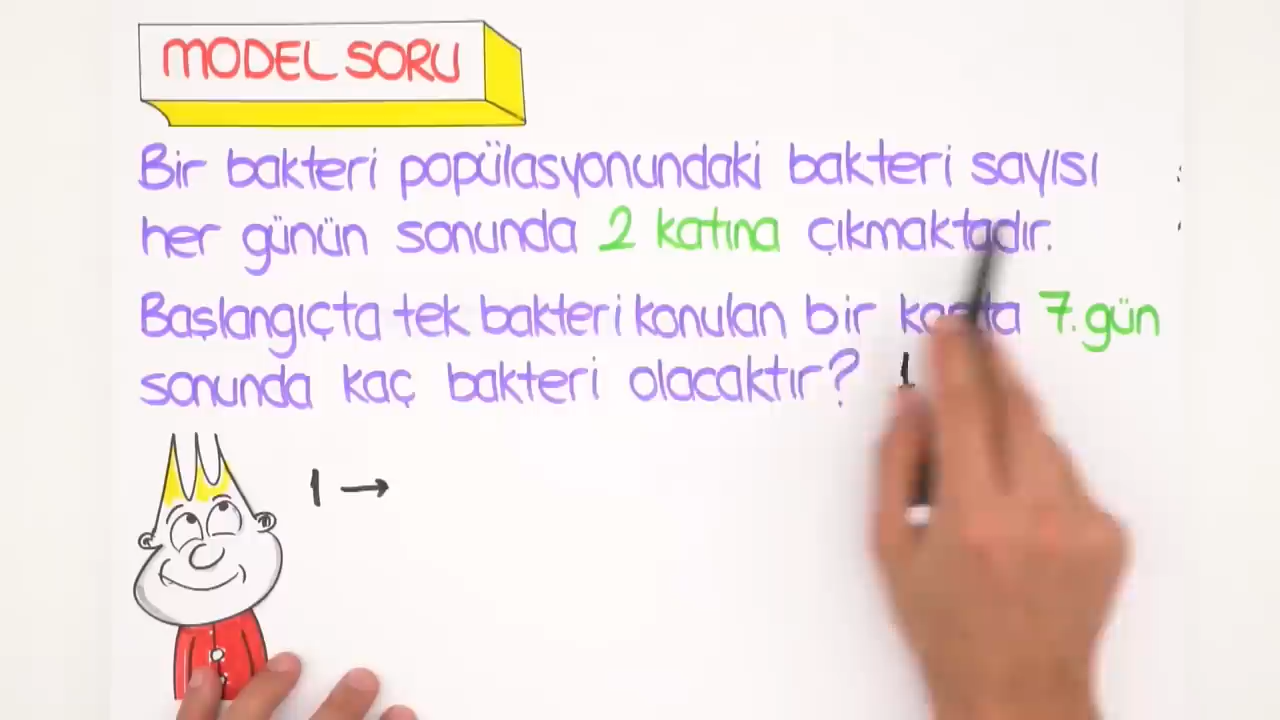 MODEL SORU
Bir bakteri popülasyonundaki bakteri sayısı
her günün sonunda 2 katına çıkmaktadır.
Başlangıçta tek bakteri konulan bir 7. gün
sonunda kaç bakteri olacaktır? 1
1 →